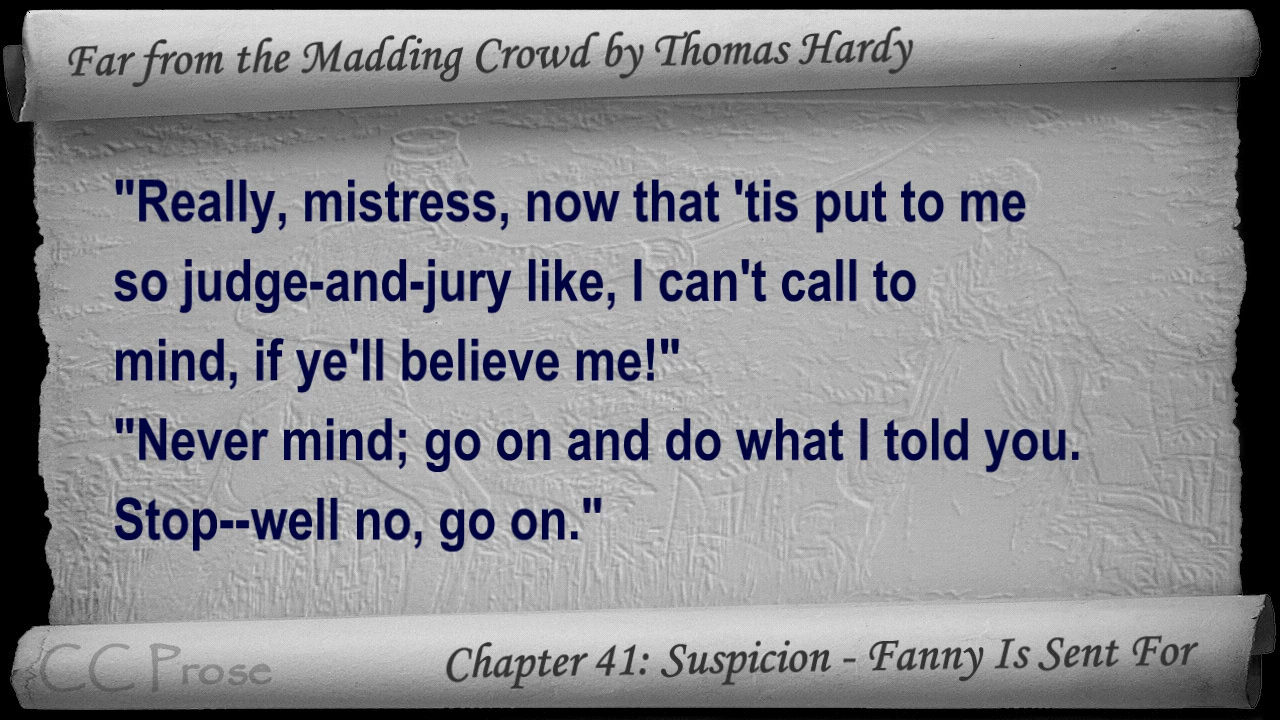 Far from the Madding Crowd by Thomas Hardy
"Really, mistress, now that 'tis put to me
so judge-and-jury like, I can't call to
mind, if ye'll believe me!"
"Never mind; go on and do what I told you.
Stop--well no, go on."
CC Prose
Chapter 41: Suspicion - Fanny Is Sent For